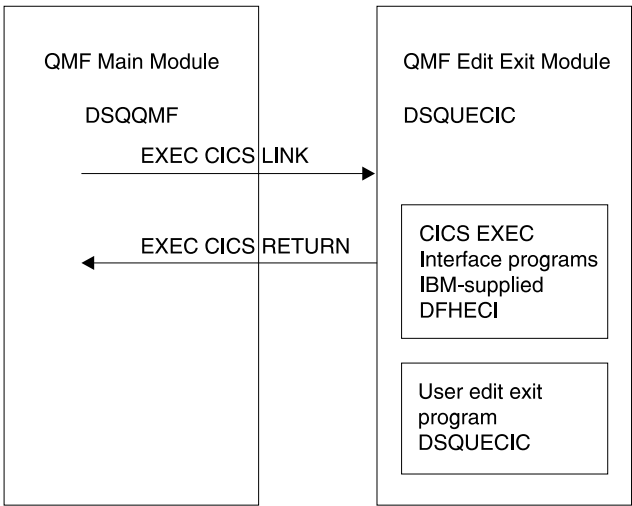 QMF Main Module
DSQQMF
EXEC CICS LINK
EXEC CICS RETURN
QMF Edit Exit Module
DSQUECIC
CICS EXEC
Interface programs
IBM-supplied
DFHECI
User edit exit
program
DSQUECIC